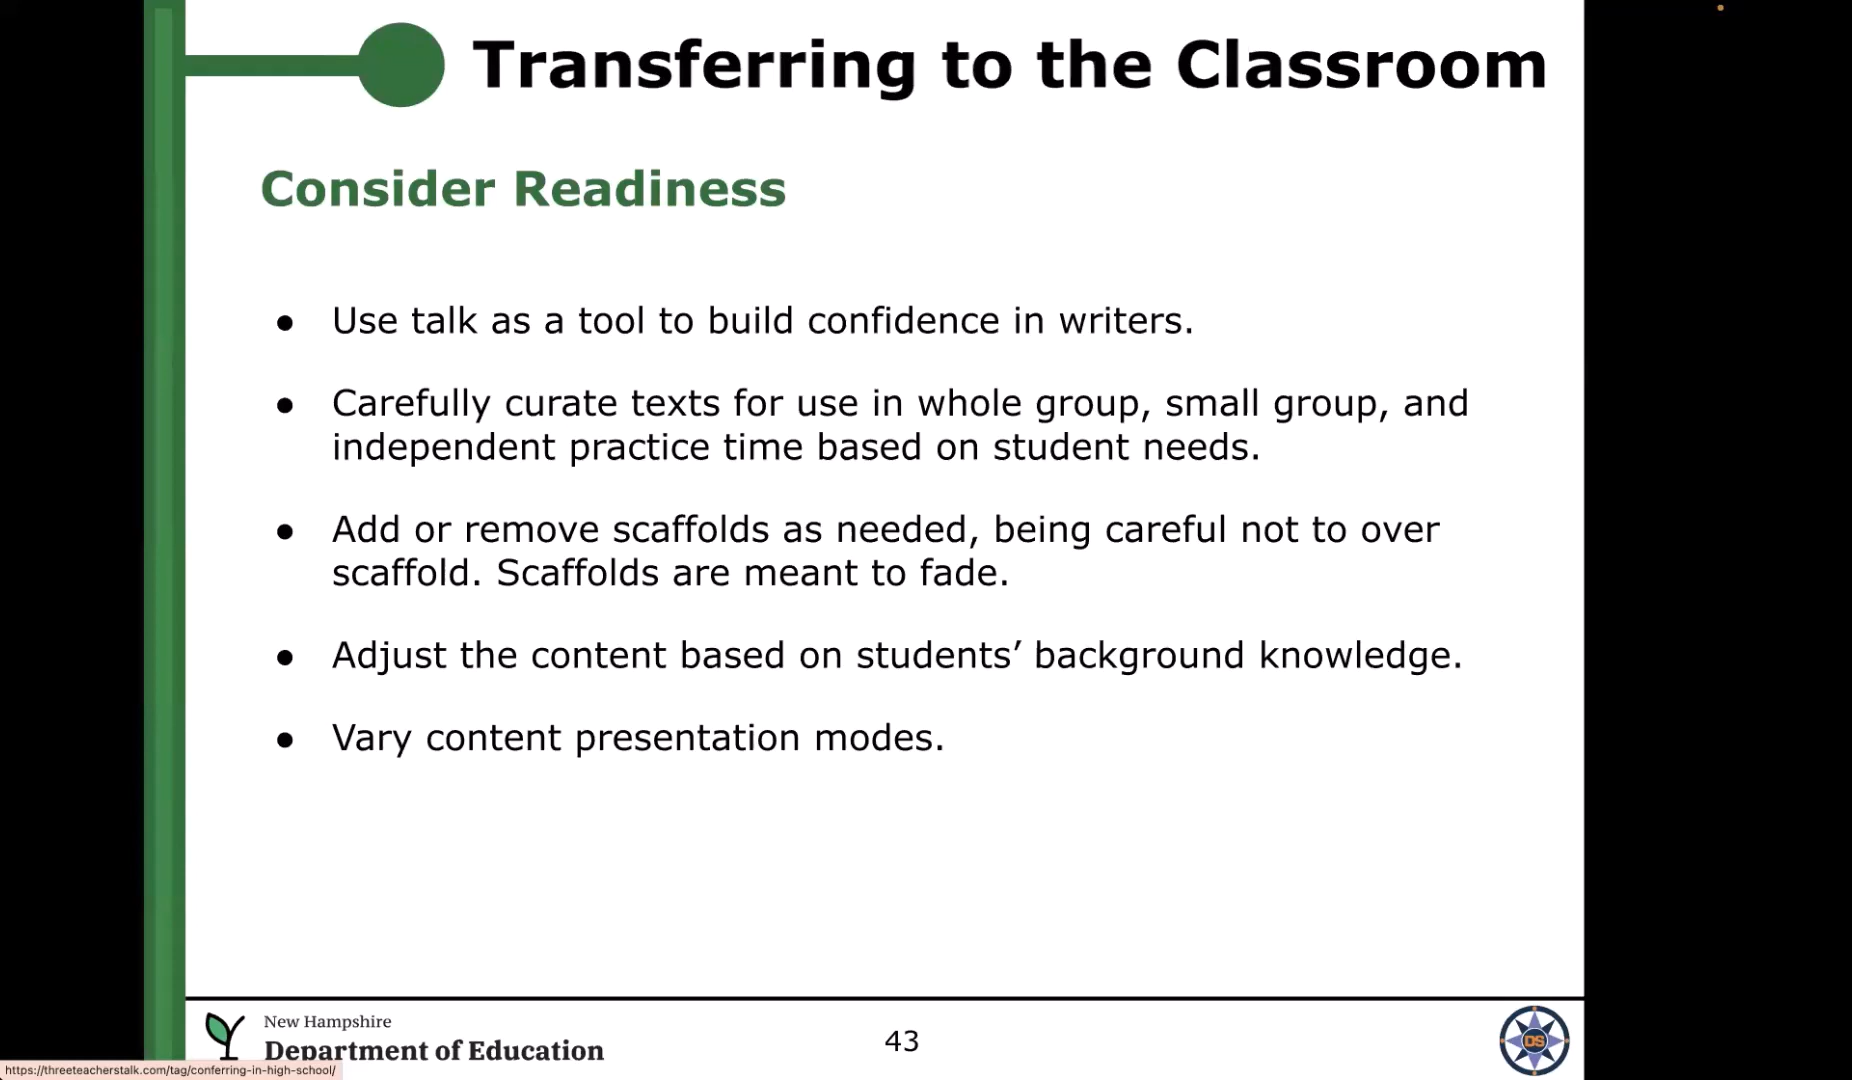 Transferring to the Classroom
Consider Readiness
● Use talk as a tool to build confidence in writers.
● Carefully curate texts for use in whole group, small group, and
independent practice time based on student needs.
● Add or remove scaffolds as needed, being careful not to over
scaffold. Scaffolds are meant to fade.
● Adjust the content based on students’ background knowledge.
● Vary content presentation modes.
New Hampshire
Department of Education
43
DS
https://threeteacherstalk.com/tag/conferring-in-high-school/